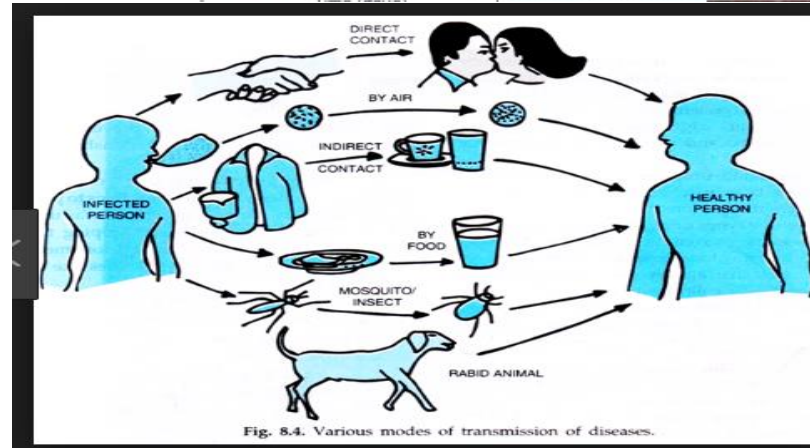 DIRECT
CONTACT
BY AIR
INDIRECT
CONTACT
INFECTED
PERSON
HEALTHY
PERSON
BY
FOOD
MOSQUITO/
INSECT
RABID ANIMAL
Fig. 8.4. Various modes of transmission of diseases.